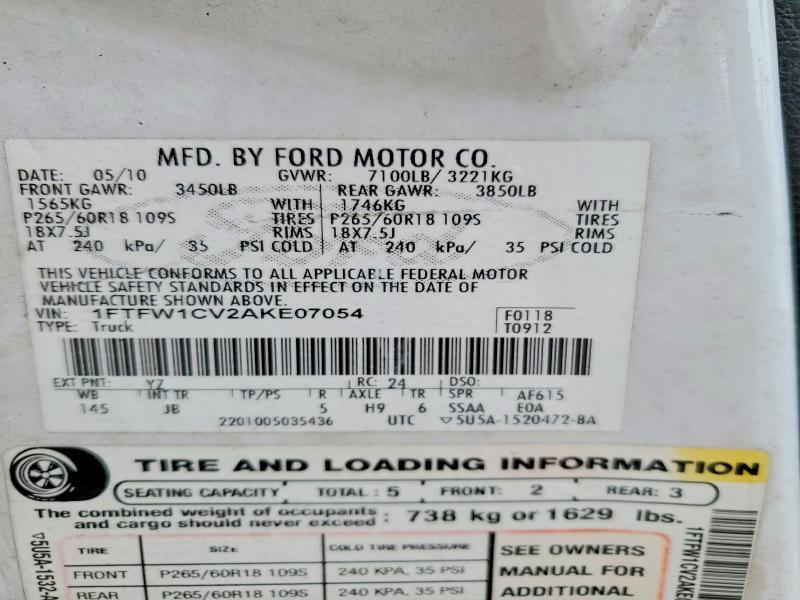 MFD. BY FORD MOTOR CO.
DATE: 05/10 GVWR: 7100LB/ 3221KG
FRONT GAWR: 3450LB REAR GAWR: 3850LB
1565KG WITH 1746KG WITH
P265/60R18 109S TIRES P265/60R18 109S TIRES
18X7.5J RIMS 18X7.5J RIMS
AT 240 kPa/ 35 PSI COLD AT 240 kPa/ 35 PSI COLD
THIS VEHICLE CONFORMS TO ALL APPLICABLE FEDERAL MOTOR
VEHICLE SAFETY STANDARDS IN EFFECT ON THE DATE OF
MANUFACTURE SHOWN ABOVE.
VIN: 1FTFW1CV2AKE07054 F0118
TYPE: Truck T0912
EXT PNT: YZ RC: 24 DSO:
WB INT TR TP/PS R AXLE TR SPR AF615
145 JB 5 H9 6 SSAA E0A
2201005035436 UTC ▽5U5A-1520472-BA
TIRE AND LOADING INFORMATION
SEATING CAPACITY TOTAL : 5 FRONT: 2 REAR: 3
The combined weight of occupants
and cargo should never exceed : 738 kg or 1629 lbs.
TIRE SIZE COLD TIRE PRESSURE SEE OWNERS
FRONT P265/60R18 109S 240 KPA, 35 PSI MANUAL FOR
REAR P265/60R18 109S 240 KPA, 35 PSI ADDITIONAL
▽5U5A-1532-A
1FTFW1CV2AKE